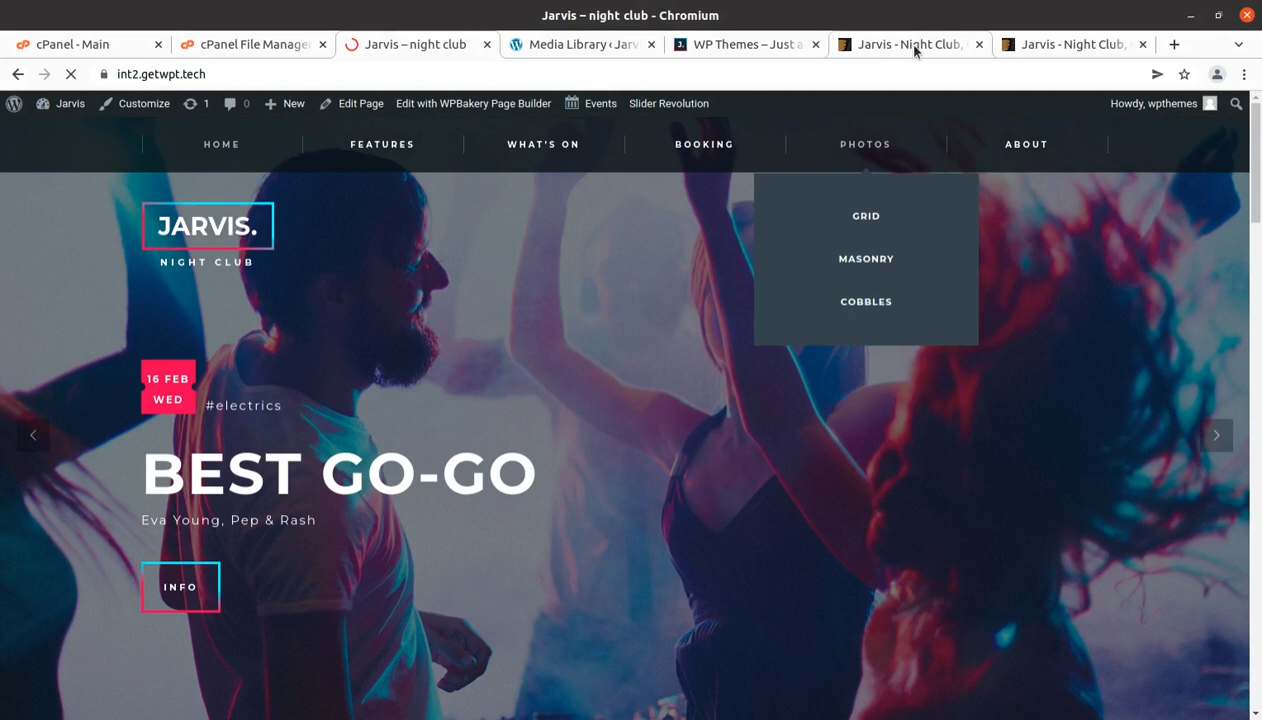 Jarvis – night club - Chromium
cPanel - Main
cPanel File Manage
Jarvis – night club
Media Library ‹ Jarv
WP Themes – Just a
Jarvis - Night Club,
Jarvis - Night Club,
int2.getwpt.tech
Jarvis
Customize
1
0
New
Edit Page
Edit with WPBakery Page Builder
Events
Slider Revolution
Howdy, wpthemes
HOME
FEATURES
WHAT'S ON
BOOKING
PHOTOS
ABOUT
GRID
MASONRY
COBBLES
JARVIS.
NIGHT CLUB
16 FEB
WED
#electrics
BEST GO-GO
Eva Young, Pep & Rash
INFO